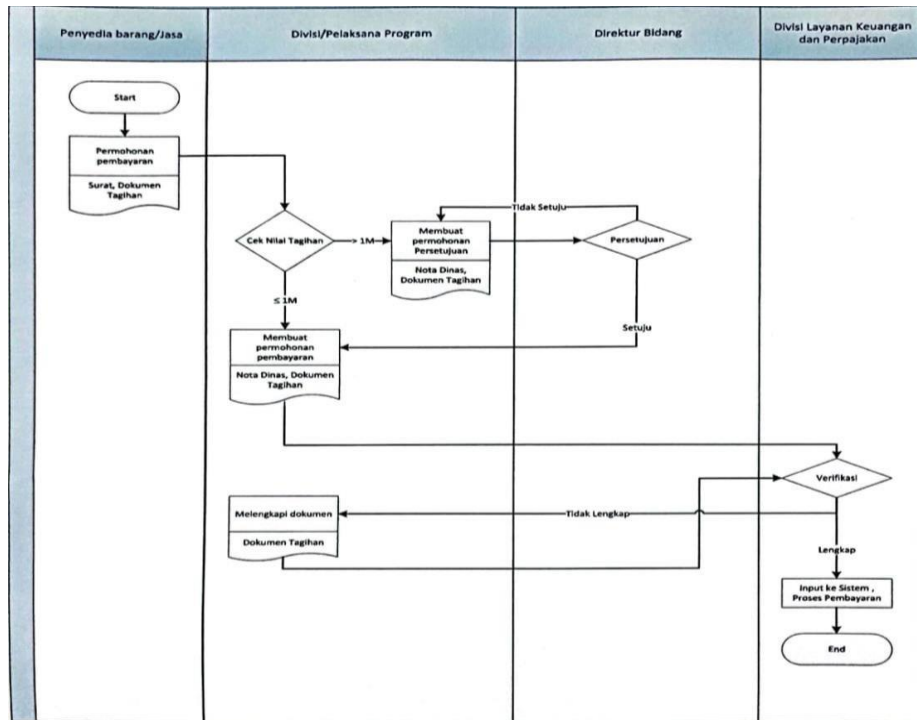 Penyedia barang/Jasa
Divisi/Pelaksana Program
Direktur Bidang
Divisi Layanan Keuangan
dan Perpajakan
Start
Permohonan
pembayaran
Surat, Dokumen
Tagihan
Cek Nilai Tagihan
> 1M
Membuat
permohonan
Persetujuan
Nota Dinas,
Dokumen Tagihan
Tidak Setuju
Persetujuan
≤ 1M
Setuju
Membuat
permohonan
pembayaran
Nota Dinas, Dokumen
Tagihan
Verifikasi
Melengkapi dokumen
Dokumen Tagihan
Tidak Lengkap
Lengkap
Input ke Sistem ,
Proses Pembayaran
End